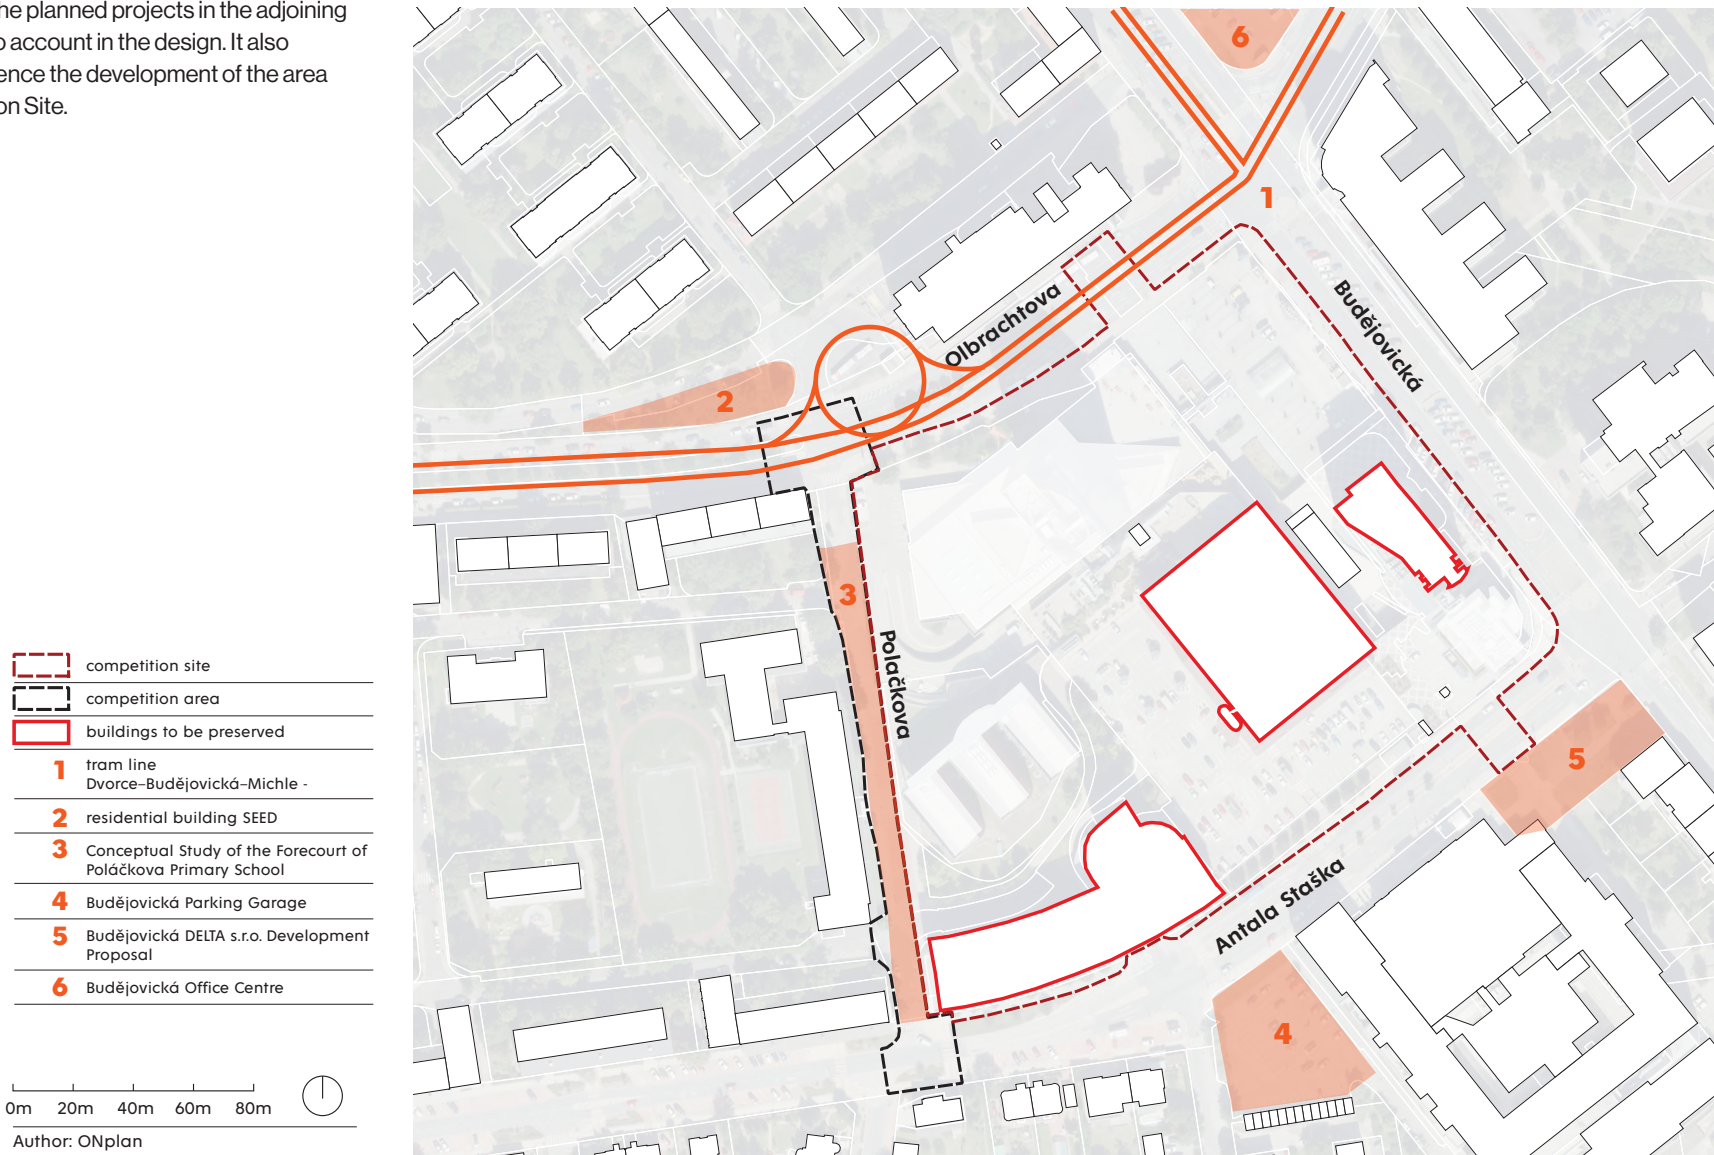 he planned projects in the adjoining
o account in the design. It also
ence the development of the area
on Site.
6
1
Olbrachtova
Budějovická
2
3
Polačkova
5
Antala Staška
4
competition site
competition area
buildings to be preserved
1 tram line
Dvorce–Budějovická–Michle -
2 residential building SEED
3 Conceptual Study of the Forecourt of
Poláčkova Primary School
4 Budějovická Parking Garage
5 Budějovická DELTA s.r.o. Development
Proposal
6 Budějovická Office Centre
0m 20m 40m 60m 80m
Author: ONplan